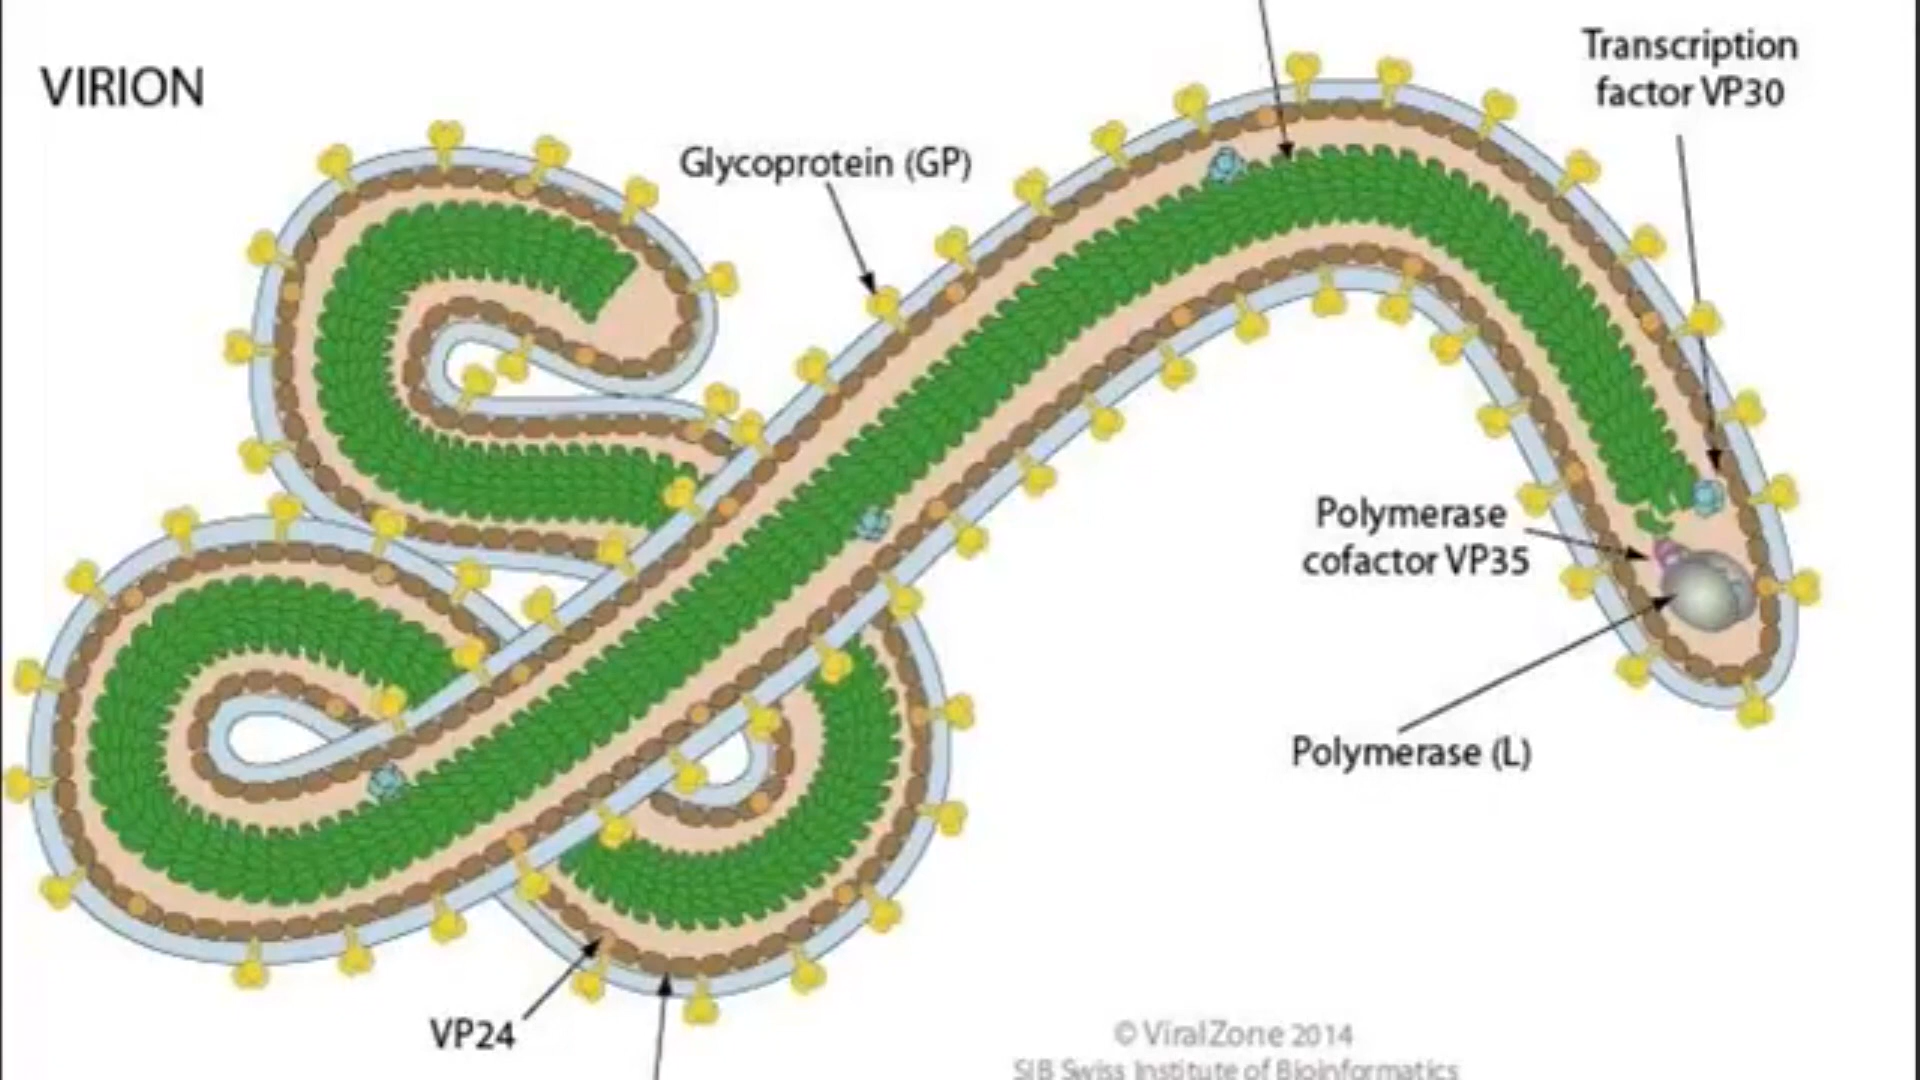 VIRION
Transcription
factor VP30
Glycoprotein (GP)
Polymerase
cofactor VP35
Polymerase (L)
VP24
© ViralZone 2014
SIB Swiss Institute of Bioinformatics